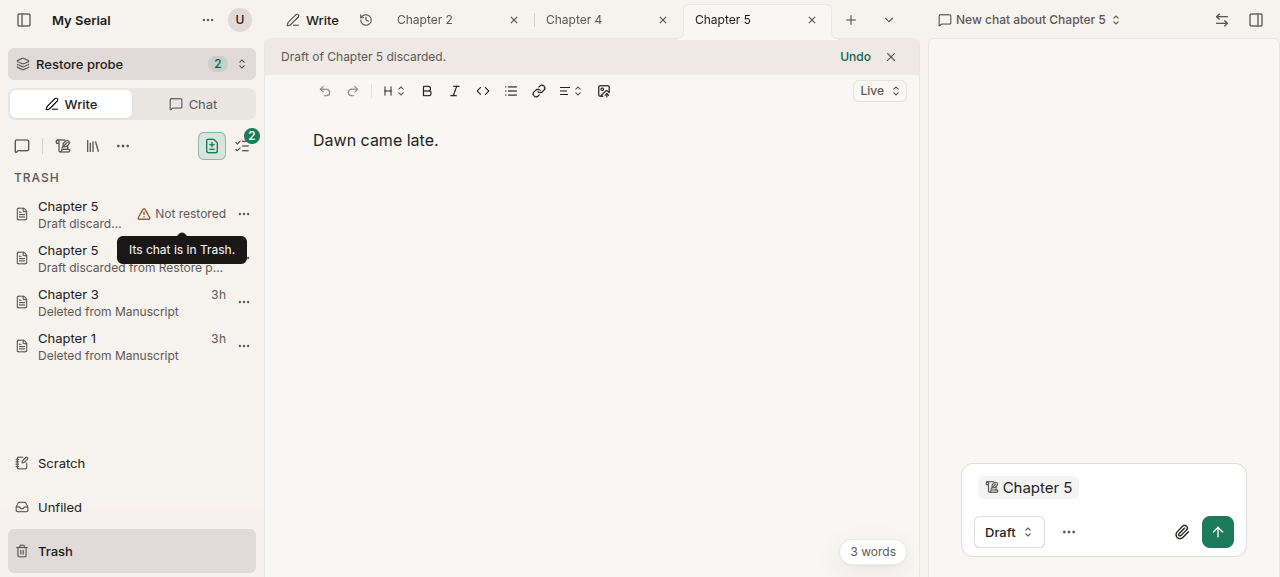 My Serial
U
Write
Chapter 2
Chapter 4
Chapter 5
New chat about Chapter 5
Restore probe
2
Draft of Chapter 5 discarded.
Undo
Write
Chat
H
B
I
Live
2
TRASH
Dawn came late.
Chapter 5
Draft discard...
Not restored
Its chat is in Trash.
Chapter 5
Draft discarded from Restore p...
Chapter 3
3h
Deleted from Manuscript
Chapter 1
3h
Deleted from Manuscript
Scratch
Unfiled
Trash
3 words
Chapter 5
Draft